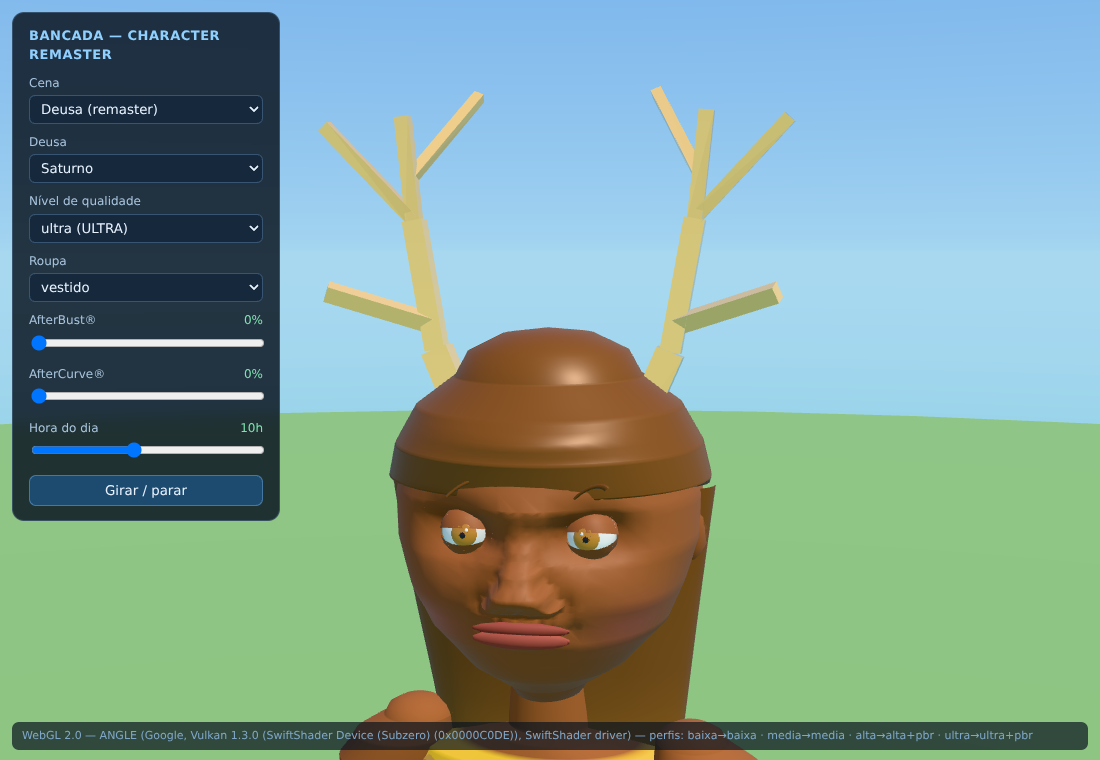 BANCADA — CHARACTER
REMASTER
Cena
Deusa (remaster)
Deusa
Saturno
Nível de qualidade
ultra (ULTRA)
Roupa
vestido
AfterBust® 0%
AfterCurve® 0%
Hora do dia 10h
Girar / parar
WebGL 2.0 — ANGLE (Google, Vulkan 1.3.0 (SwiftShader Device (Subzero) (0x0000C0DE)), SwiftShader driver) — perfis: baixa→baixa · media→media · alta→alta+pbr · ultra→ultra+pbr